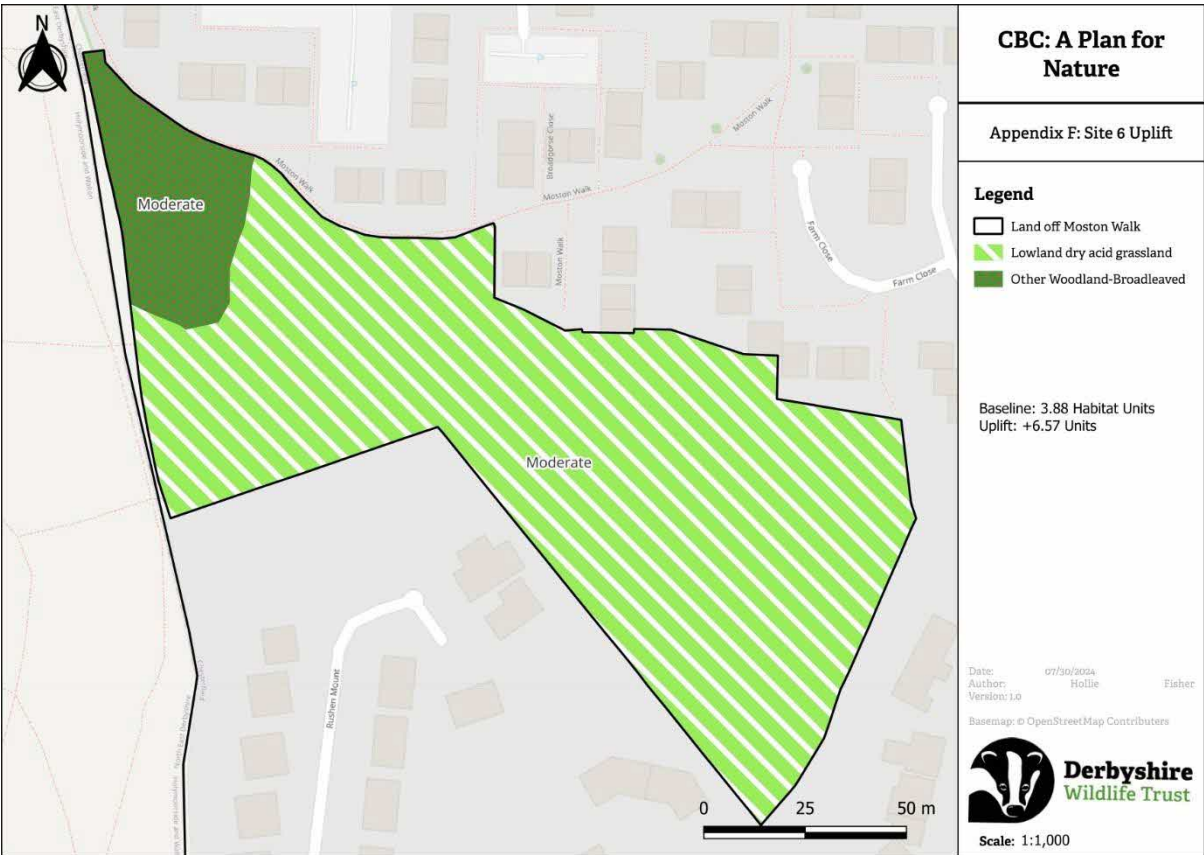 N
Moderate
Moston Walk
Broadgorse Close
Moston Walk
Moston Walk
Moston Walk
Farm Close
Farm Close
Moderate
Rushen Mount
0 25 50 m
CBC: A Plan for
Nature
Appendix F: Site 6 Uplift
Legend
Land off Moston Walk
Lowland dry acid grassland
Other Woodland-Broadleaved
Baseline: 3.88 Habitat Units
Uplift: +6.57 Units
Date: 07/30/2024
Author: Hollie Fisher
Version: 1.0
Basemap: © OpenStreetMap Contributors
Derbyshire
Wildlife Trust
Scale: 1:1,000